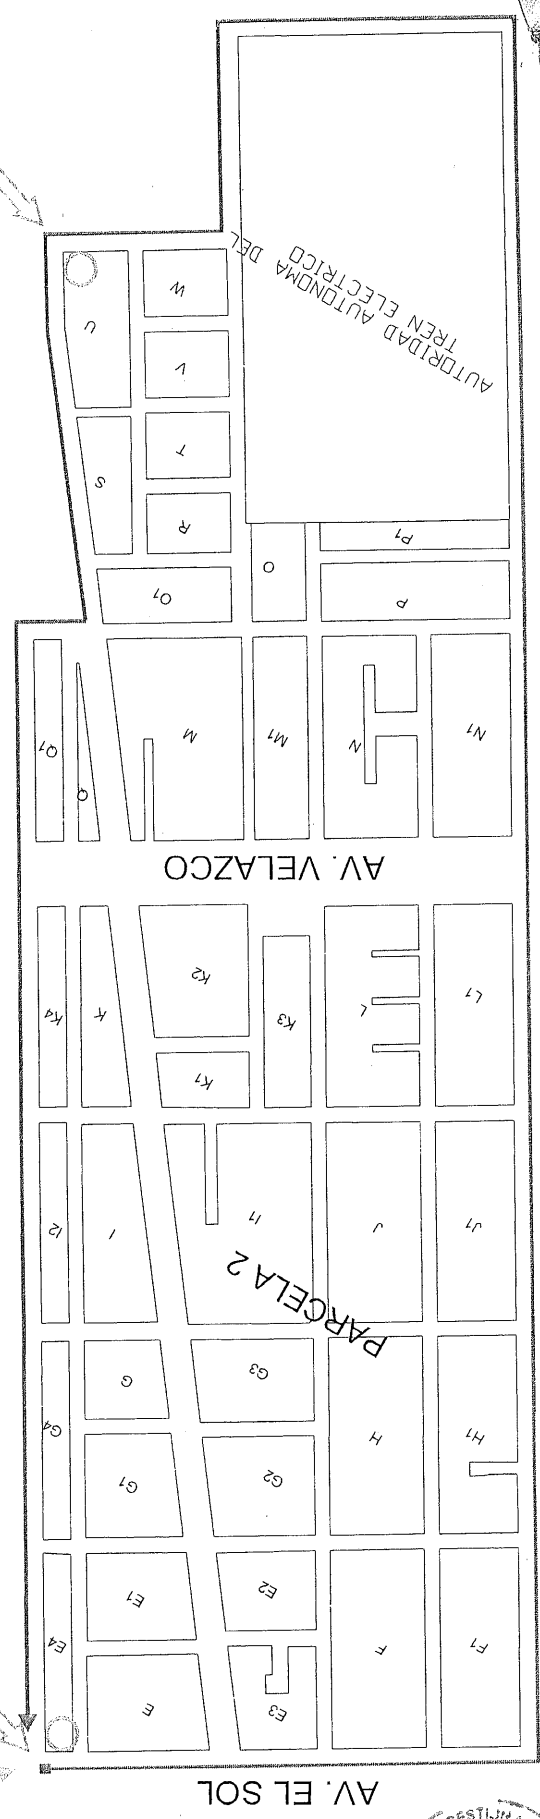 AV. EL SOL
F1
F
E3
E
E4
E2
E1
H1
H
G2
G1
G4
G3
G
PARCELA 2
J1
J
I1
I
I2
K1
L1
L
K3
K2
K
K4
AV. VELAZCO
N1
N
M1
M
Q
Q1
P
O1
P1
O
R
S
T
V
U
W
AUTORIDAD AUTONOMA DEL
TREN ELECTRICO